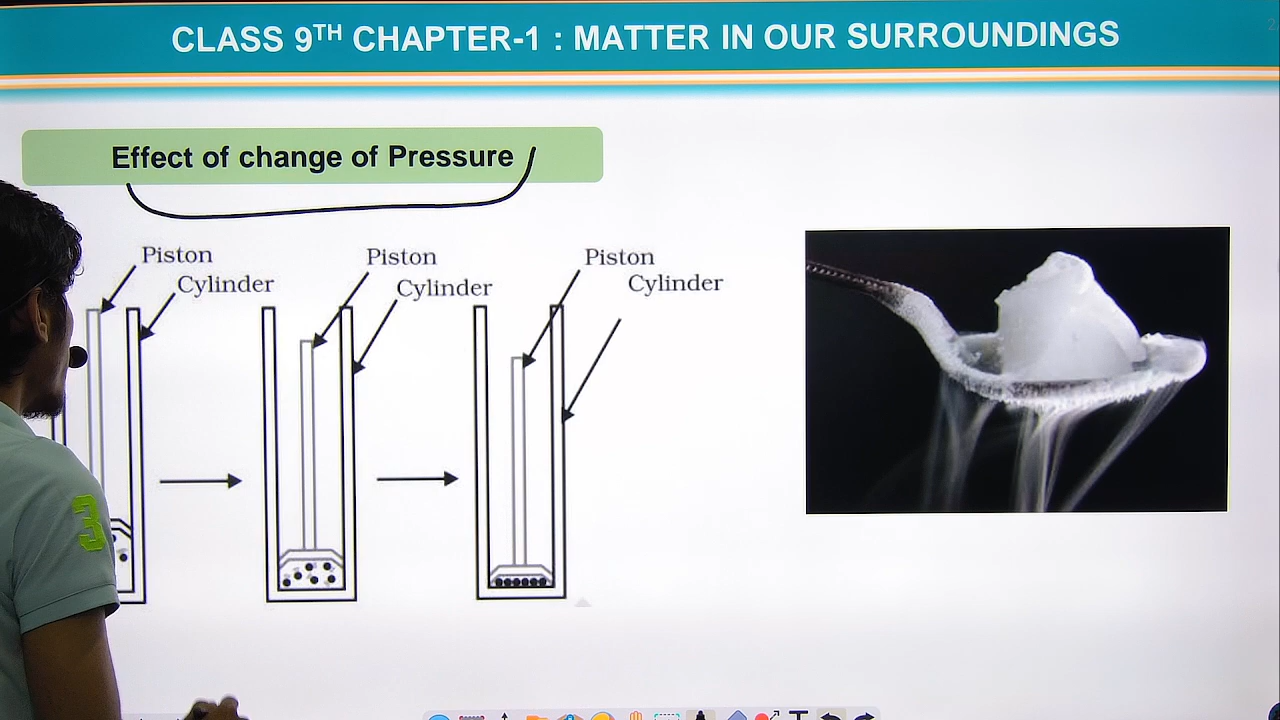 CLASS 9TH CHAPTER-1 : MATTER IN OUR SURROUNDINGS
Effect of change of Pressure
Piston
Cylinder
Piston
Cylinder
Piston
Cylinder
3